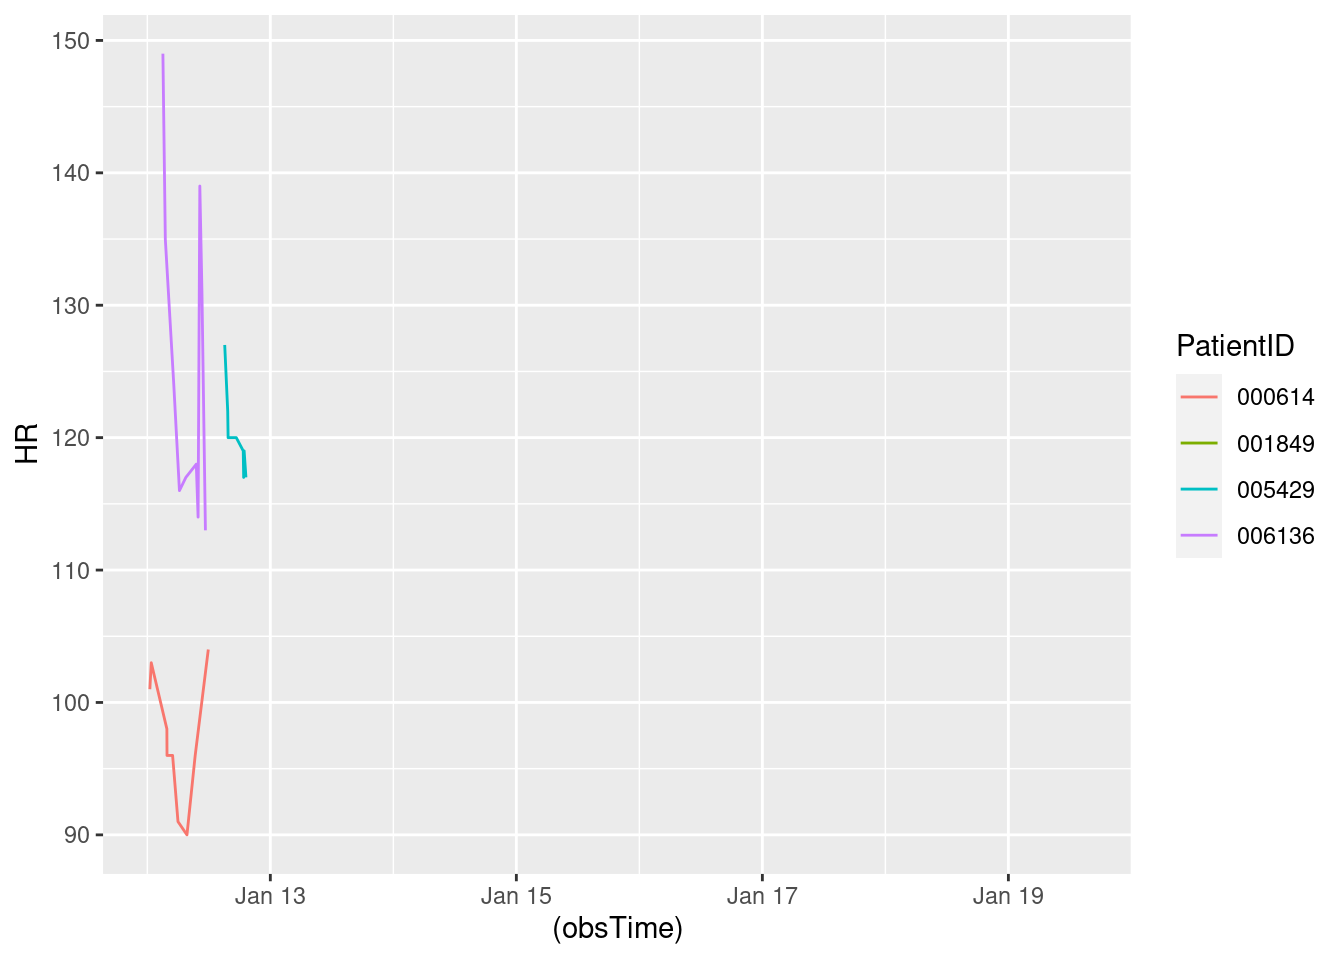 150
140
130
120
110
100
90
HR
Jan 13
Jan 15
Jan 17
Jan 19
(obsTime)
PatientID
000614
001849
005429
006136